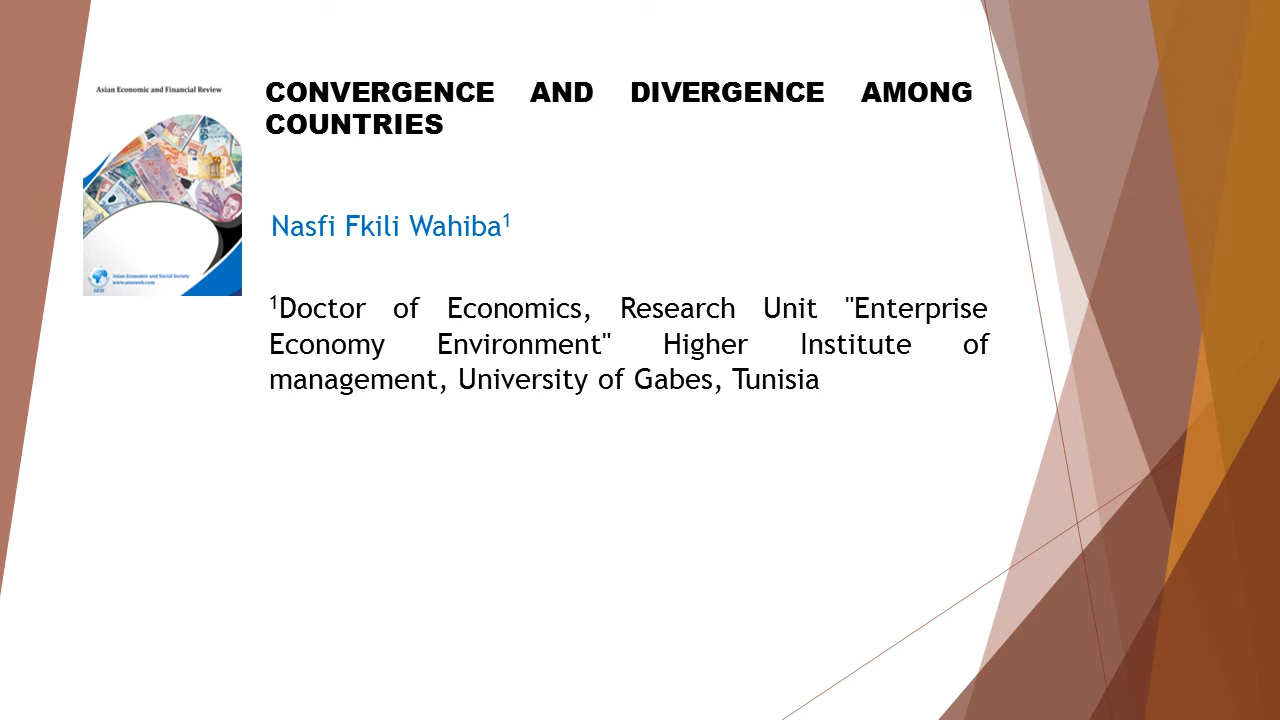 Asian Economic and Financial Review
CONVERGENCE AND DIVERGENCE AMONG
COUNTRIES
Nasfi Fkili Wahiba¹
¹Doctor of Economics, Research Unit "Enterprise
Economy Environment" Higher Institute of
management, University of Gabes, Tunisia
Asian Economic and Social Society
www.aessweb.com